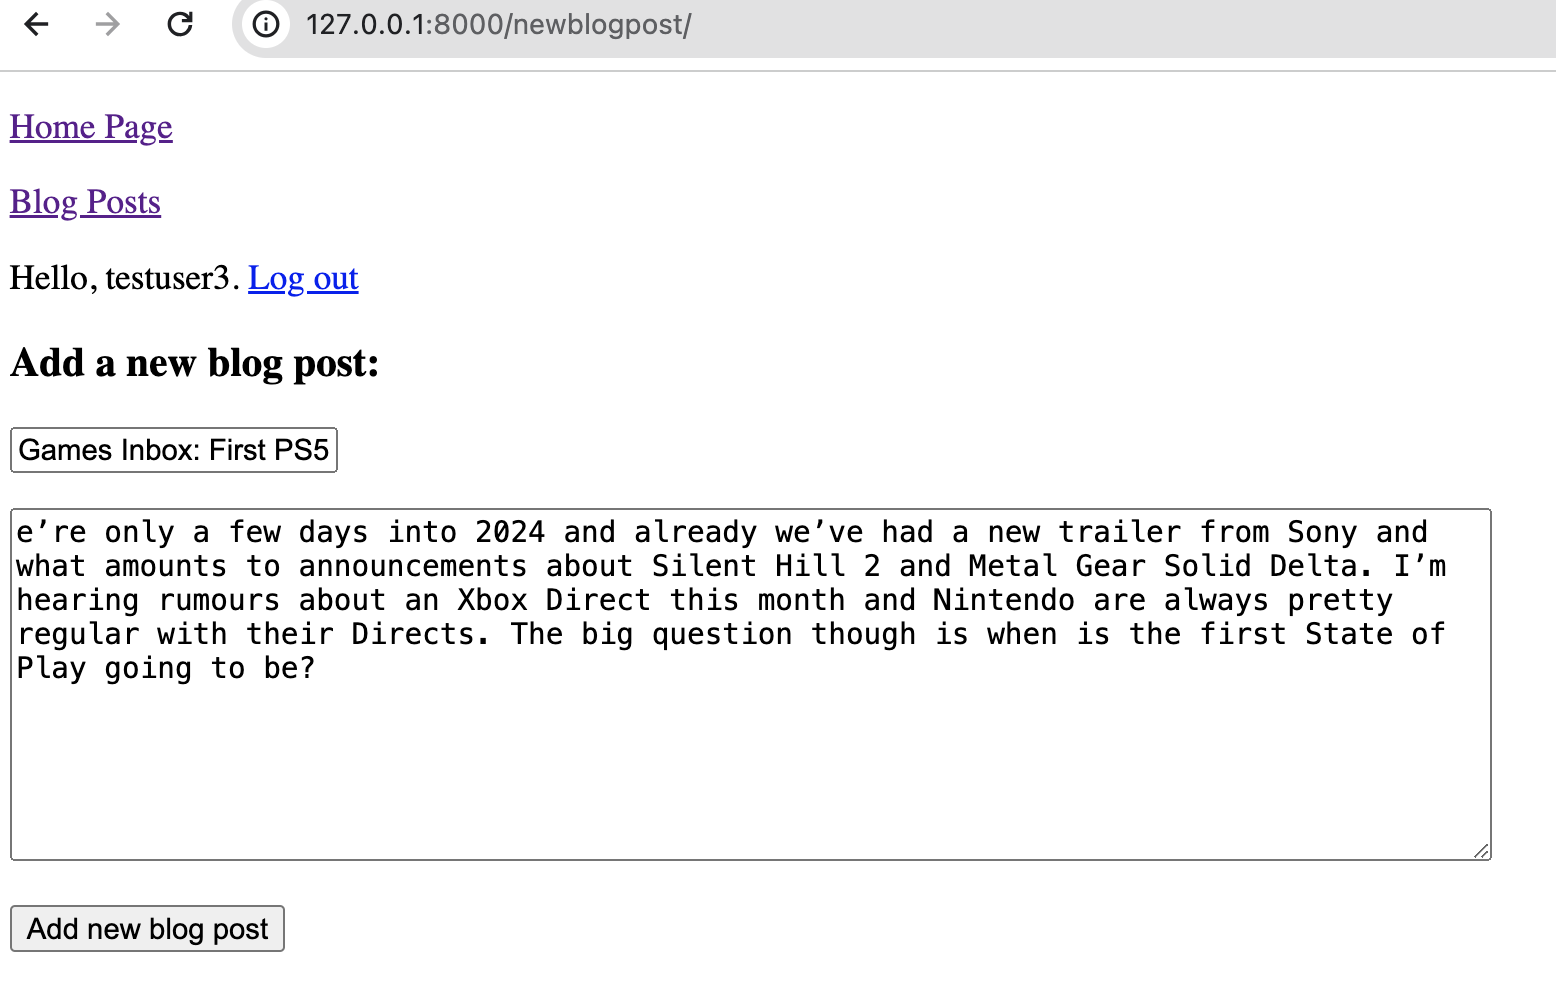 127.0.0.1:8000/newblogpost/
Home Page
Blog Posts
Hello, testuser3. Log out
Add a new blog post:
Games Inbox: First PS5
e’re only a few days into 2024 and already we’ve had a new trailer from Sony and
what amounts to announcements about Silent Hill 2 and Metal Gear Solid Delta. I’m
hearing rumours about an Xbox Direct this month and Nintendo are always pretty
regular with their Directs. The big question though is when is the first State of
Play going to be?
Add new blog post